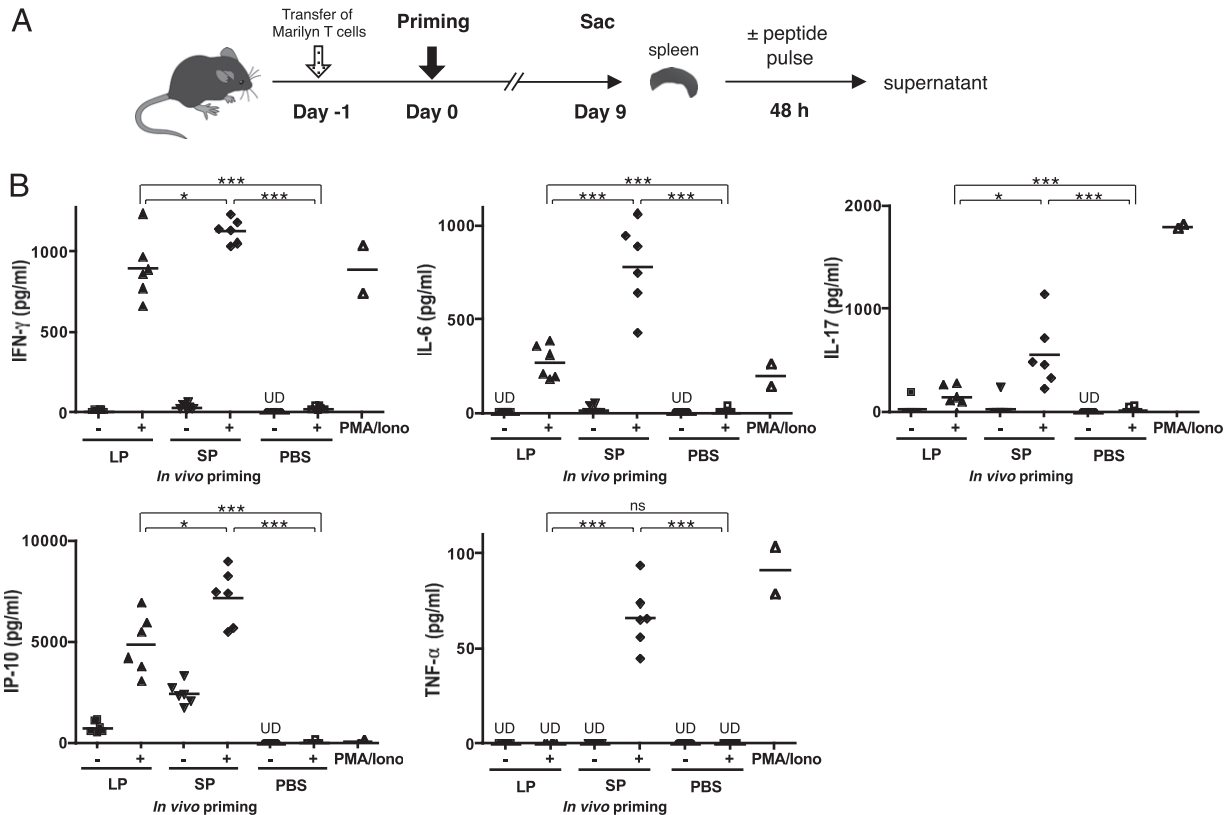 A
Transfer of
Marilyn T cells
Priming
Sac
spleen
± peptide
pulse
supernatant
Day -1
Day 0
Day 9
48 h
B
***
* ***
IFN-γ (pg/ml)
1000
500
0
UD
- + - + - + PMA/Iono
LP SP PBS
In vivo priming
***
*** ***
IL-6 (pg/ml)
1000
500
0
UD UD
- + - + - + PMA/Iono
LP SP PBS
In vivo priming
***
* ***
IL-17 (pg/ml)
2000
1000
0
UD
- + - + - + PMA/Iono
LP SP PBS
In vivo priming
***
* ***
IP-10 (pg/ml)
10000
5000
0
UD
- + - + - + PMA/Iono
LP SP PBS
In vivo priming
ns
*** ***
TNF-α (pg/ml)
100
50
0
UD UD UD UD UD
- + - + - + PMA/Iono
LP SP PBS
In vivo priming